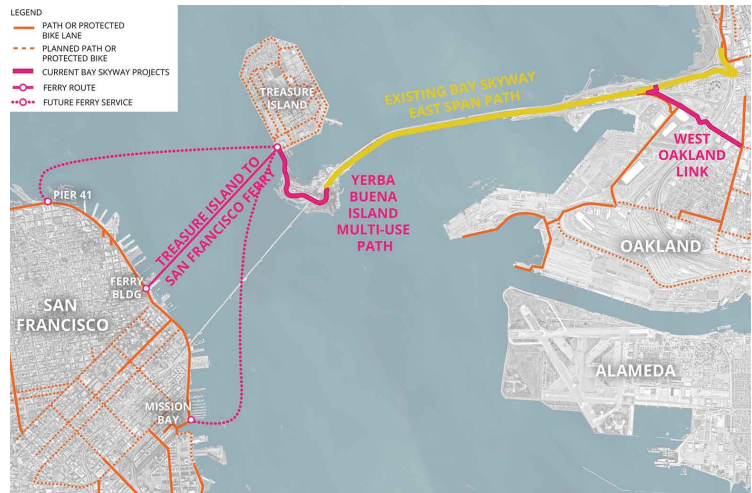 LEGEND
PATH OR PROTECTED
BIKE LANE
PLANNED PATH OR
PROTECTED BIKE
CURRENT BAY SKYWAY PROJECTS
FERRY ROUTE
FUTURE FERRY SERVICE
TREASURE
ISLAND
EXISTING BAY SKYWAY
EAST SPAN PATH
WEST
OAKLAND
LINK
YERBA
BUENA
ISLAND
MULTI-USE
PATH
PIER 41
TREASURE ISLAND TO
SAN FRANCISCO FERRY
OAKLAND
FERRY
BLDG
SAN
FRANCISCO
ALAMEDA
MISSION
BAY